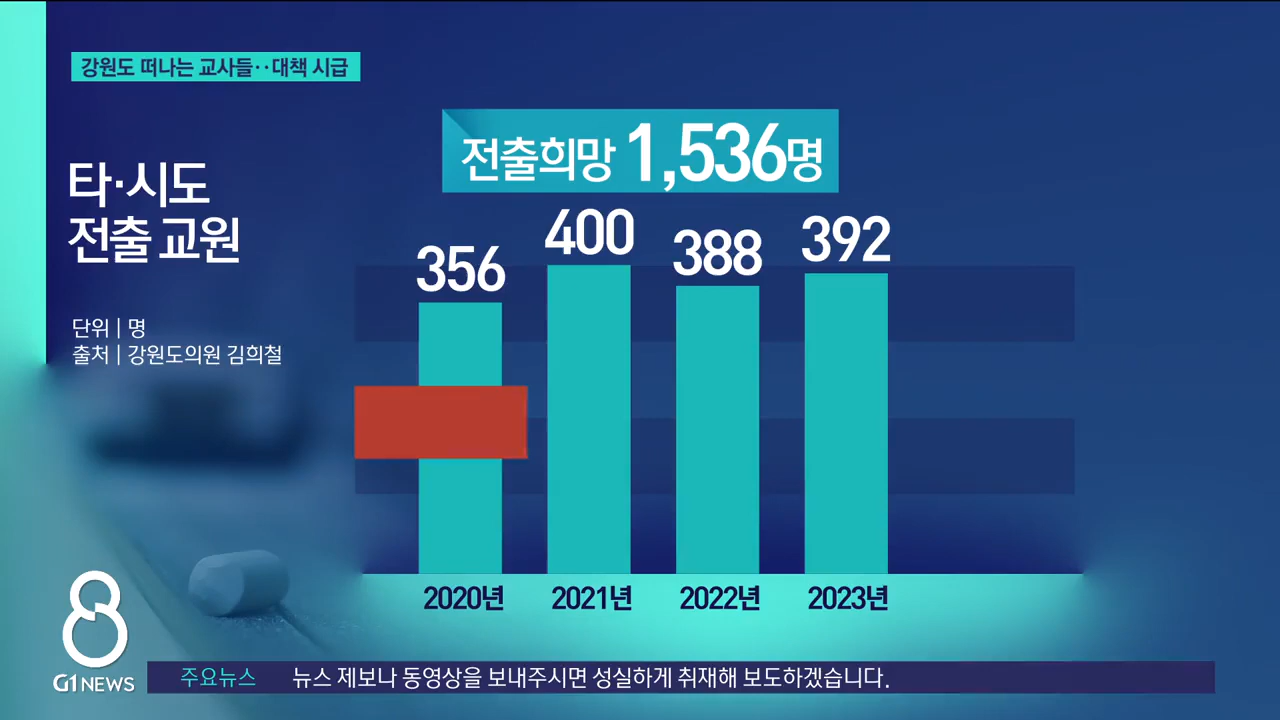 강원도 떠나는 교사들‥대책 시급
타·시도
전출 교원
단위 | 명
출처 | 강원도의원 김희철
전출희망 1,536명
356
400
388
392
2020년
2021년
2022년
2023년
8
G1 NEWS
주요뉴스 뉴스 제보나 동영상을 보내주시면 성실하게 취재해 보도하겠습니다.